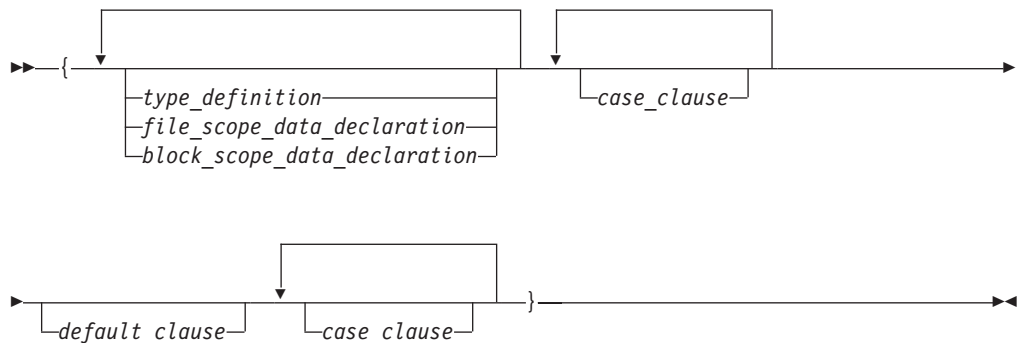 {
type_definition
case_clause
file_scope_data_declaration
block_scope_data_declaration
}
default clause
case clause